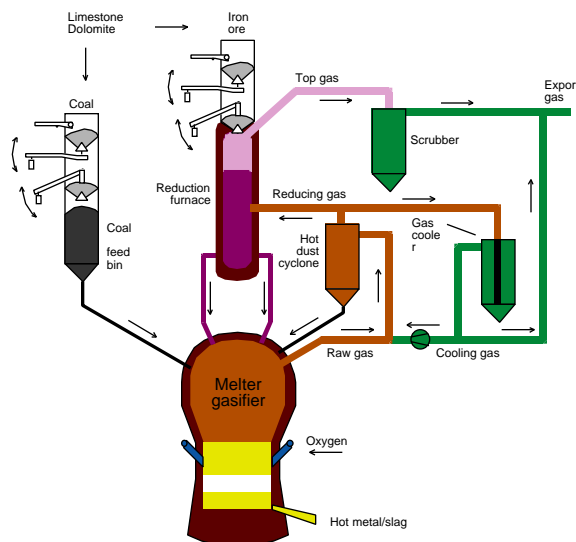 Limestone
Dolomite
Iron
ore
Coal
Top gas
Expor
gas
Scrubber
Reduction
furnace
Reducing gas
Coal
feed
bin
Hot
dust
cyclone
Gas
coole
r
Raw gas
Cooling gas
Melter
gasifier
Oxygen
Hot metal/slag